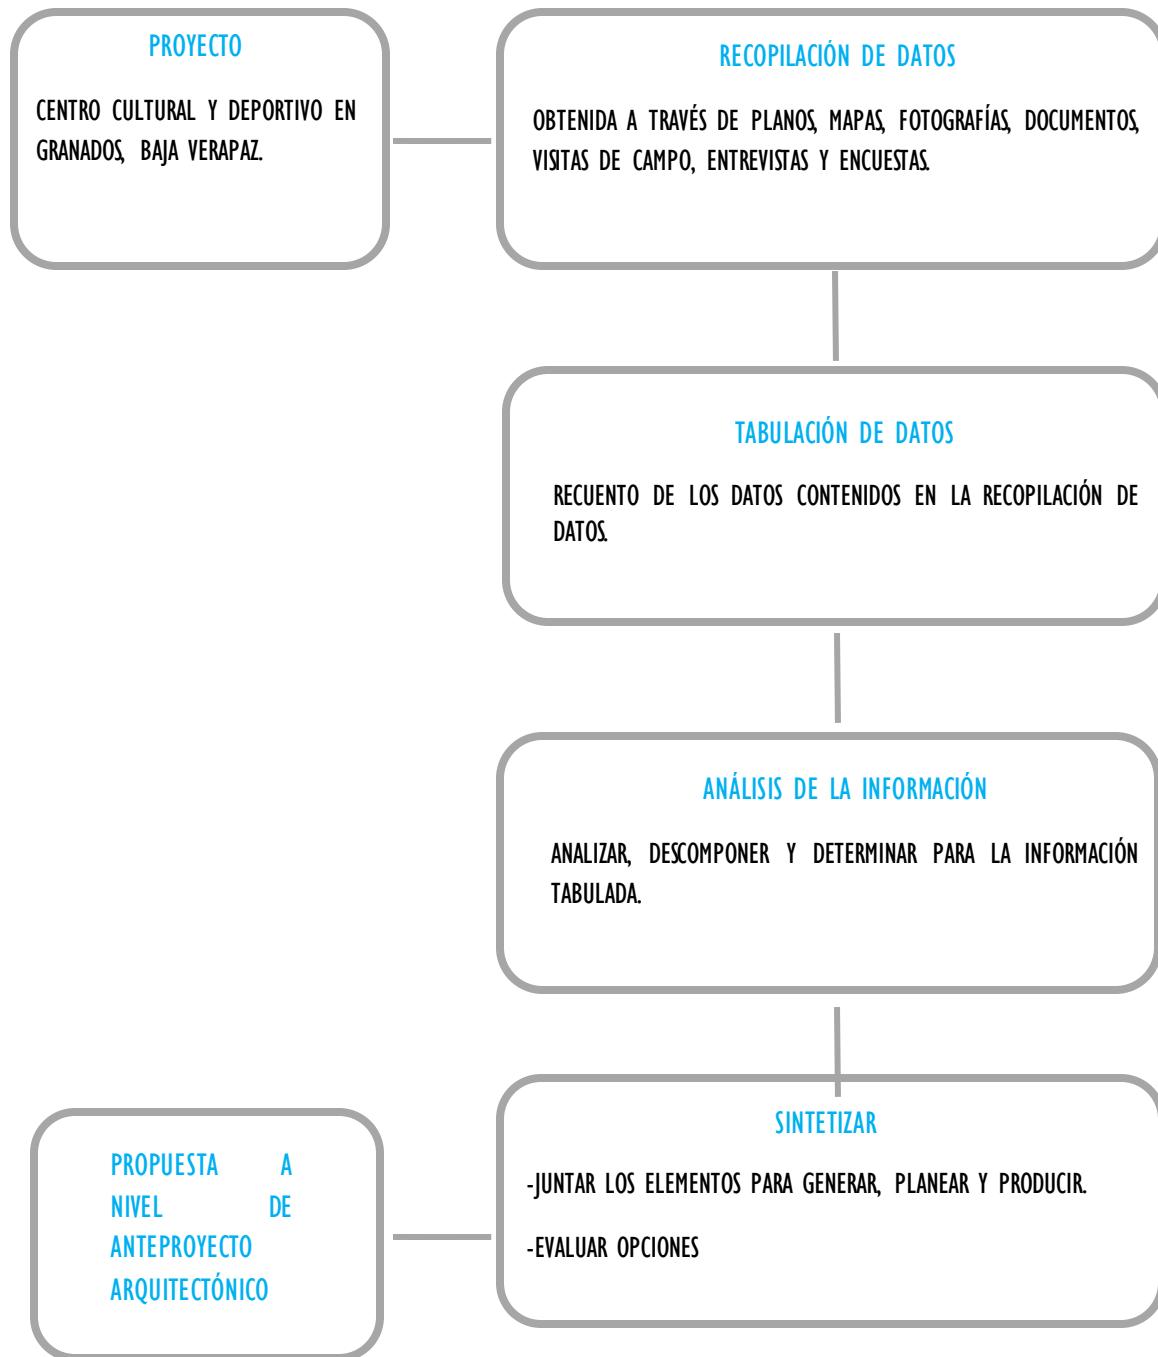 PROYECTO
CENTRO CULTURAL Y DEPORTIVO EN
GRANADOS, BAJA VERAPAZ.
RECOPILACIÓN DE DATOS
OBTENIDA A TRAVÉS DE PLANOS, MAPAS, FOTOGRAFÍAS, DOCUMENTOS,
VISITAS DE CAMPO, ENTREVISTAS Y ENCUESTAS.
TABULACIÓN DE DATOS
RECUENTO DE LOS DATOS CONTENIDOS EN LA RECOPILACIÓN DE
DATOS.
ANÁLISIS DE LA INFORMACIÓN
ANALIZAR, DESCOMPONER Y DETERMINAR PARA LA INFORMACIÓN
TABULADA.
SINTETIZAR
-JUNTAR LOS ELEMENTOS PARA GENERAR, PLANEAR Y PRODUCIR.
-EVALUAR OPCIONES
PROPUESTA A
NIVEL DE
ANTEPROYECTO
ARQUITECTÓNICO